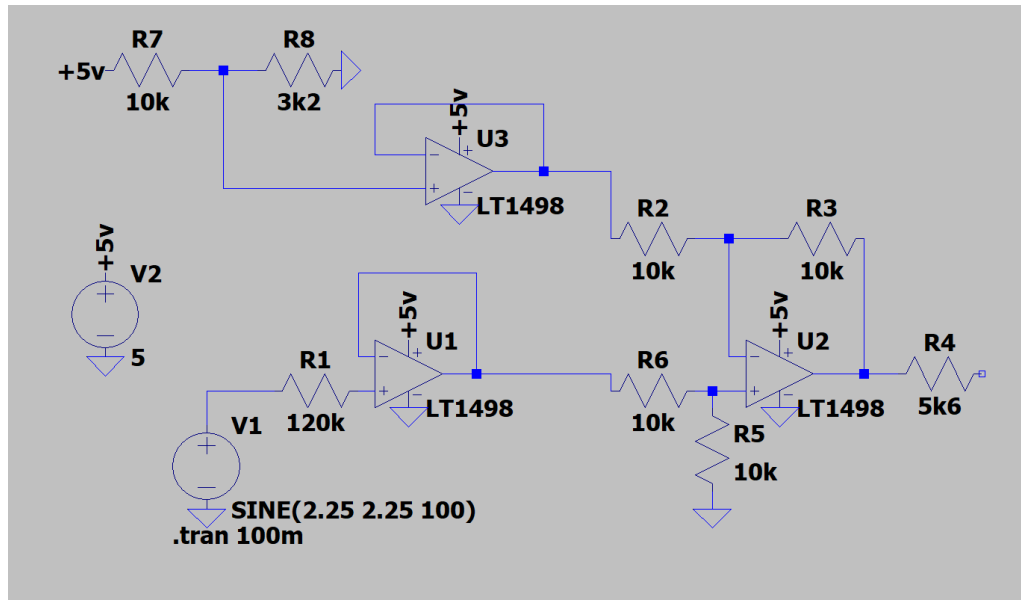 R7
R8
+5v
10k
3k2
+5v
U3
LT1498
R2
R3
10k
10k
+5v
V2
5
+5v
U1
+5v
U2
R1
R6
R4
120k
LT1498
10k
LT1498
5k6
V1
R5
10k
SINE(2.25 2.25 100)
.tran 100m